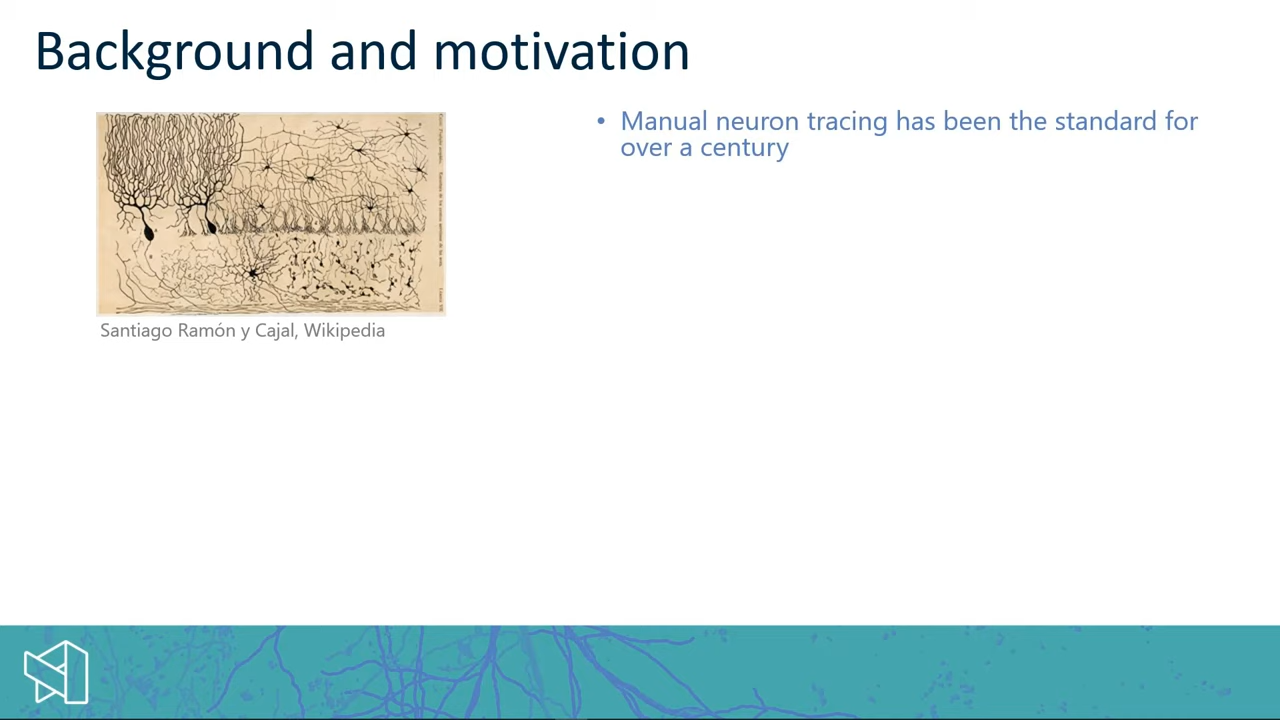 Background and motivation
• Manual neuron tracing has been the standard for
over a century
Santiago Ramón y Cajal, Wikipedia